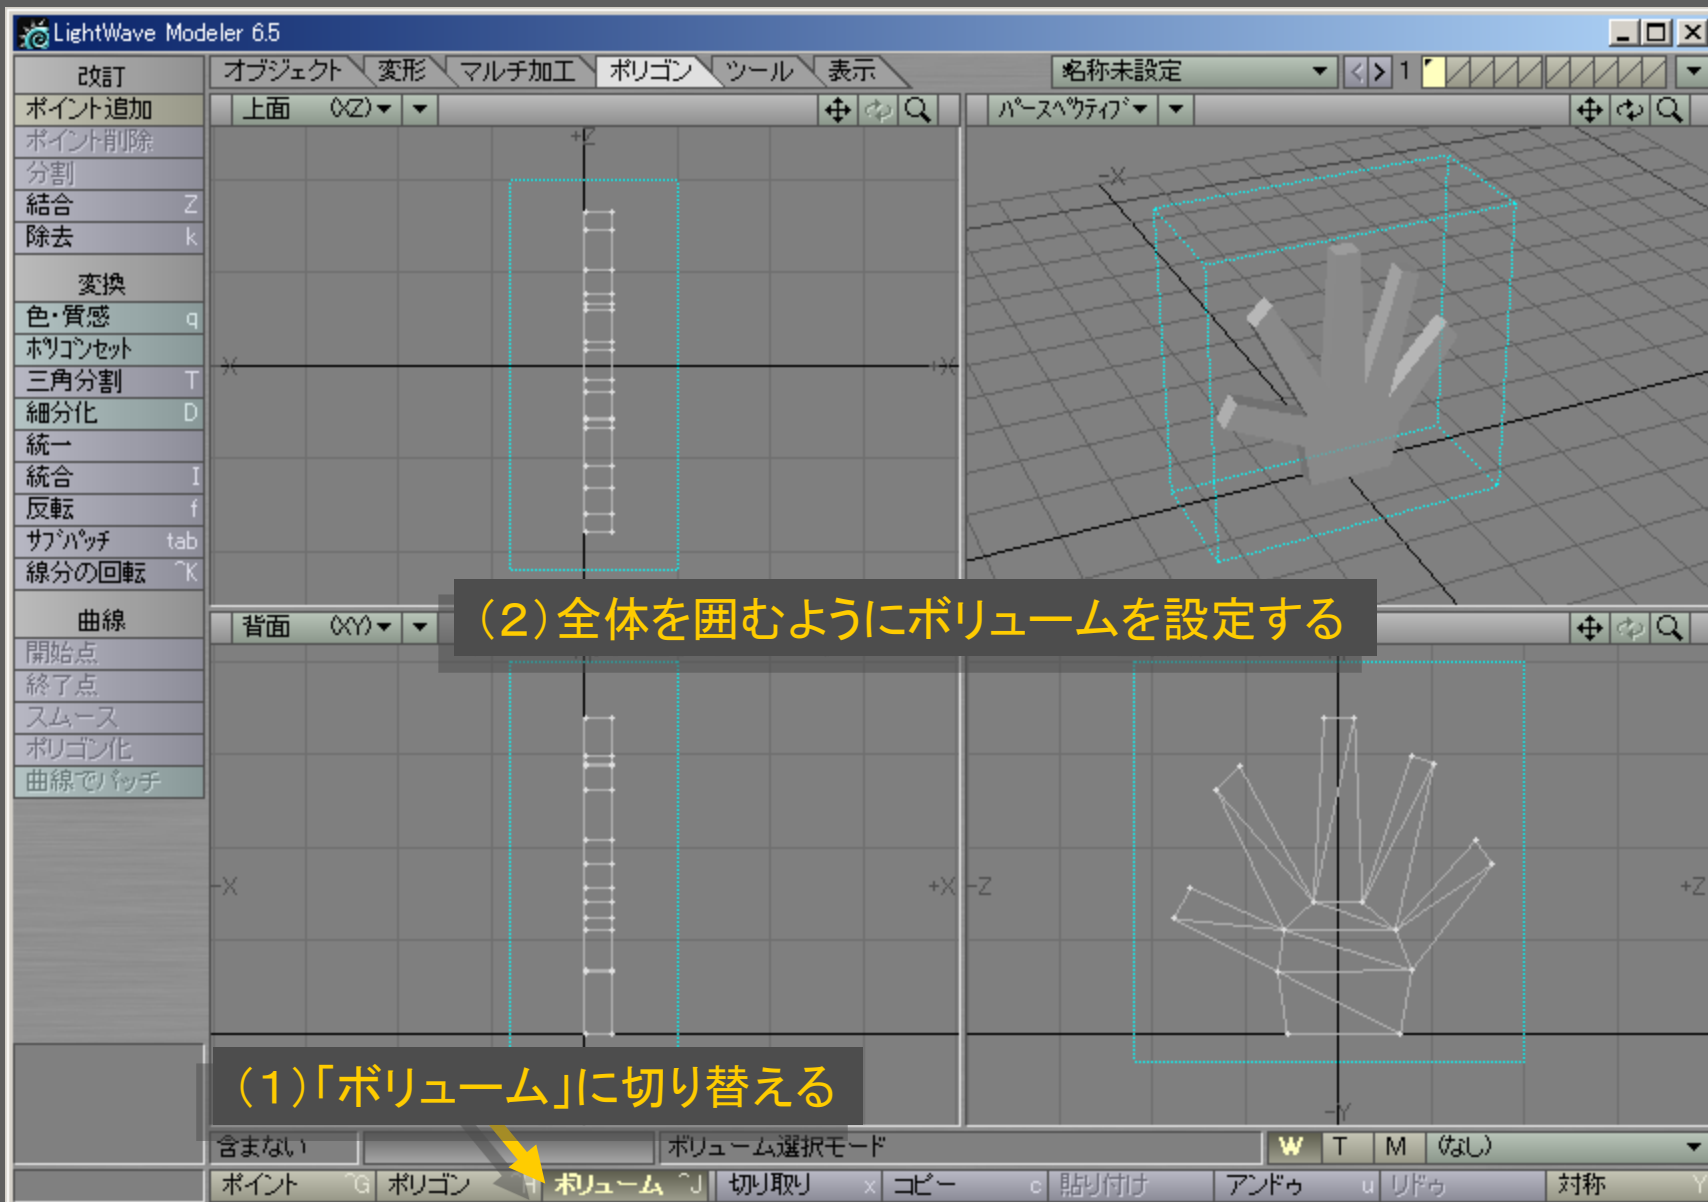 LightWave Modeler 6.5
オブジェクト 変形 マルチ加工 ポリゴン ツール 表示 名称未設定 < > 1
改訂
ポイント追加
ポイント削除
分割
結合 Z
除去 k
変換
色・質感 q
ポリゴンセット
三角分割 T
細分化 D
統一
統合 I
反転 f
サブパッチ tab
線分の回転 ^K
曲線
開始点
終了点
スムース
ポリゴン化
曲線でパッチ
上面 (XZ)
+Z
-X +X
パースペクティブ
-X
(2)全体を囲むようにボリュームを設定する
背面 (XY)
-X +X
-Z +Z
-Y
(1)「ボリューム」に切り替える
含まない ボリューム選択モード W T M (なし)
ポイント ^G ポリゴン ^H ボリューム ^J 切り取り x コピー c 貼り付け アンドゥ u リドゥ 対称 Y